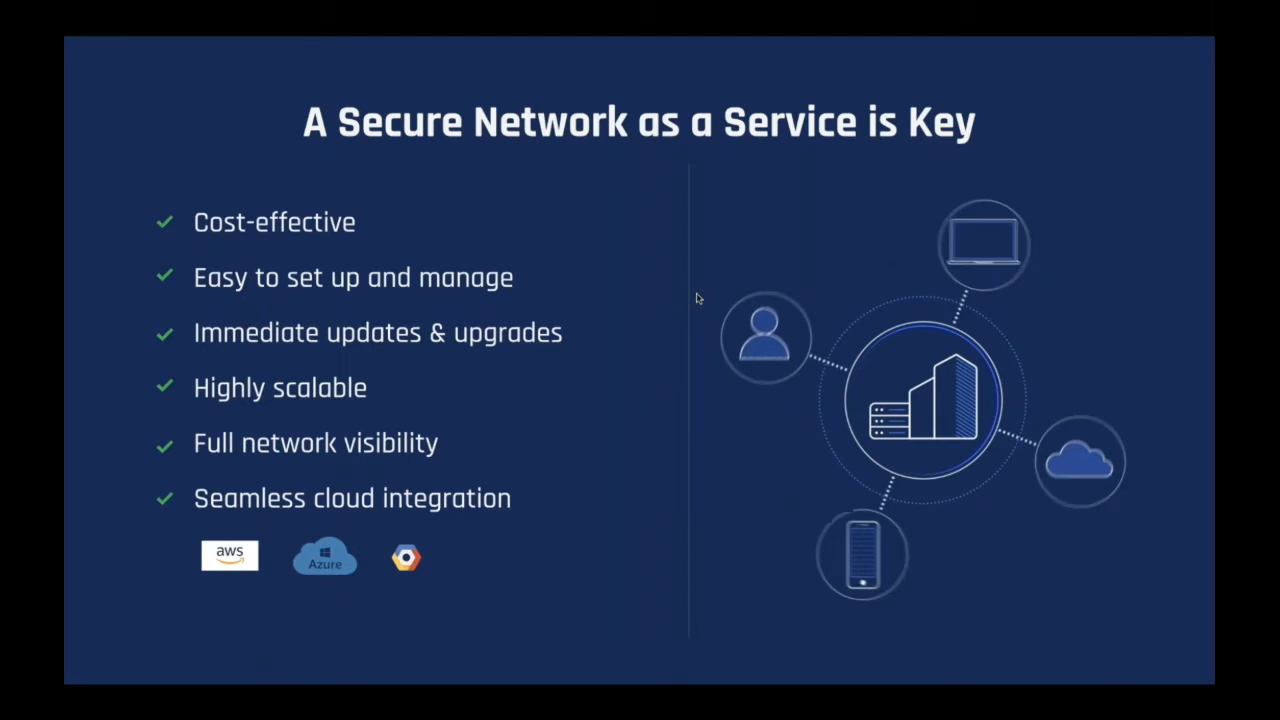 A Secure Network as a Service is Key
Cost-effective
Easy to set up and manage
Immediate updates & upgrades
Highly scalable
Full network visibility
Seamless cloud integration
aws
Azure